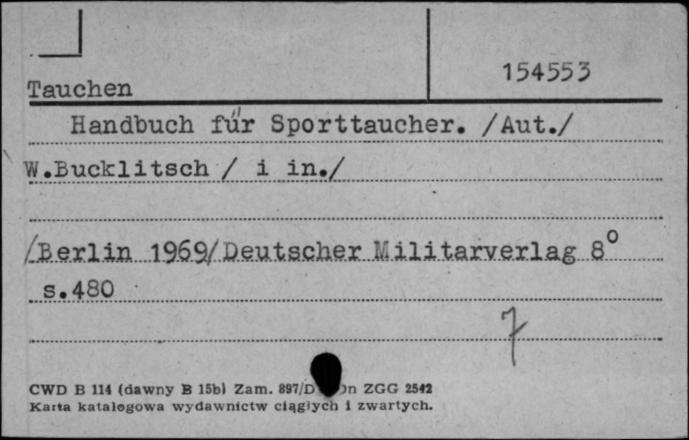 154553
Tauchen
Handbuch für Sporttaucher. /Aut./
W.Bucklitsch / i in./
/Berlin 1969/Deutscher Militarverlag 8°
s.480
7
CWD B 114 (dawny B 15b) Zam. 897/D ZGG 2542
Karta katalogowa wydawnictw ciągłych i zwartych.